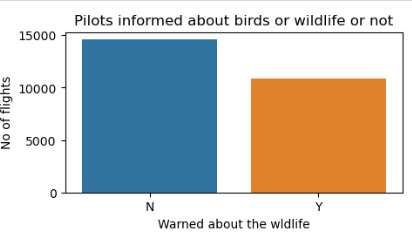 Pilots informed about birds or wildlife or not
15000
10000
5000
0
No of flights
N
Y
Warned about the wldlife